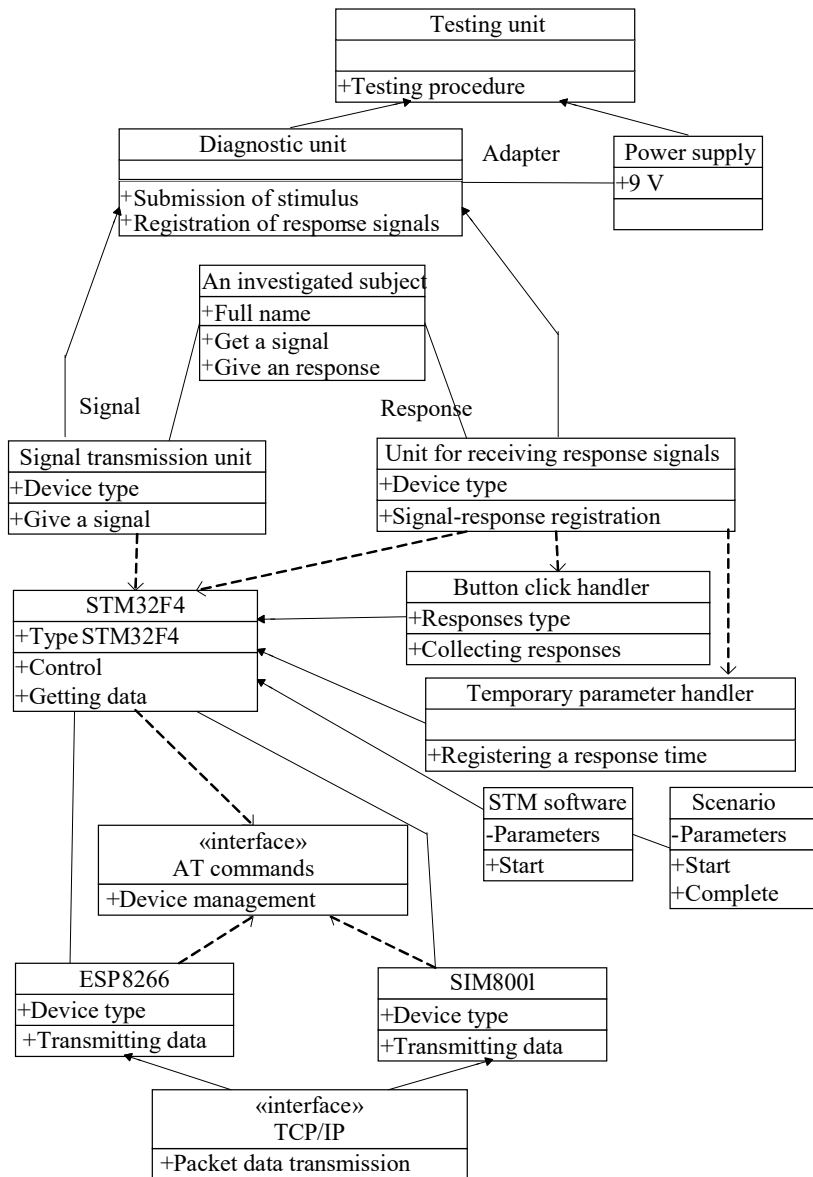 Testing unit
+Testing procedure
Diagnostic unit
+Submission of stimulus
+Registration of response signals
Adapter
Power supply
+9 V
An investigated subject
+Full name
+Get a signal
+Give an response
Signal
Response
Signal transmission unit
+Device type
+Give a signal
Unit for receiving response signals
+Device type
+Signal-response registration
STM32F4
+Type STM32F4
+Control
+Getting data
Button click handler
+Responses type
+Collecting responses
Temporary parameter handler
+Registering a response time
STM software
-Parameters
+Start
Scenario
-Parameters
+Start
+Complete
«interface»
AT commands
+Device management
ESP8266
+Device type
+Transmitting data
SIM800l
+Device type
+Transmitting data
«interface»
TCP/IP
+Packet data transmission